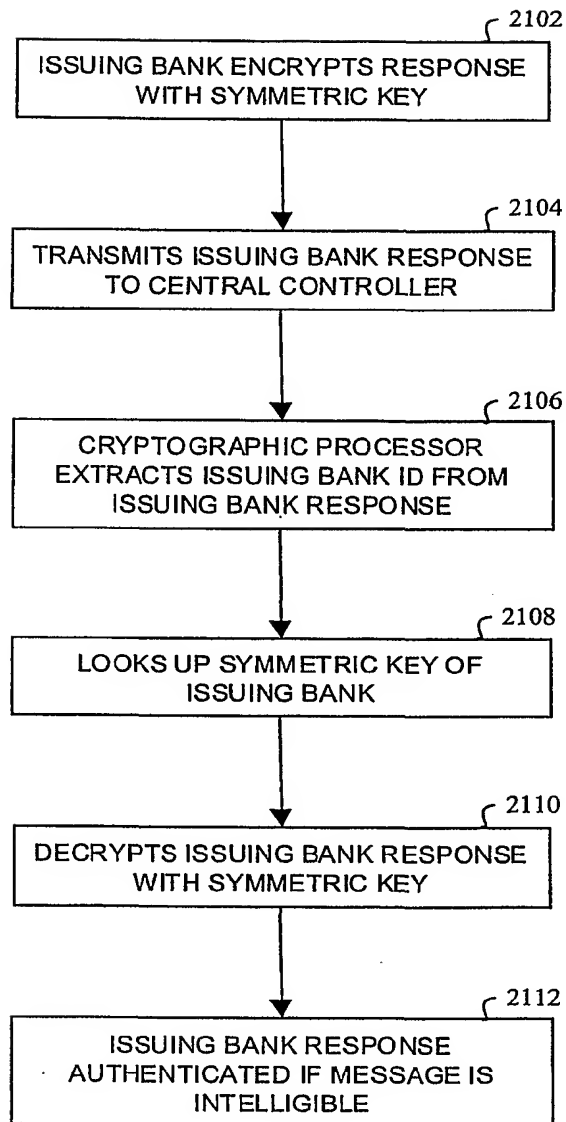 2102
ISSUING BANK ENCRYPTS RESPONSE
WITH SYMMETRIC KEY
2104
TRANSMITS ISSUING BANK RESPONSE
TO CENTRAL CONTROLLER
2106
CRYPTOGRAPHIC PROCESSOR
EXTRACTS ISSUING BANK ID FROM
ISSUING BANK RESPONSE
2108
LOOKS UP SYMMETRIC KEY OF
ISSUING BANK
2110
DECRYPTS ISSUING BANK RESPONSE
WITH SYMMETRIC KEY
2112
ISSUING BANK RESPONSE
AUTHENTICATED IF MESSAGE IS
INTELLIGIBLE